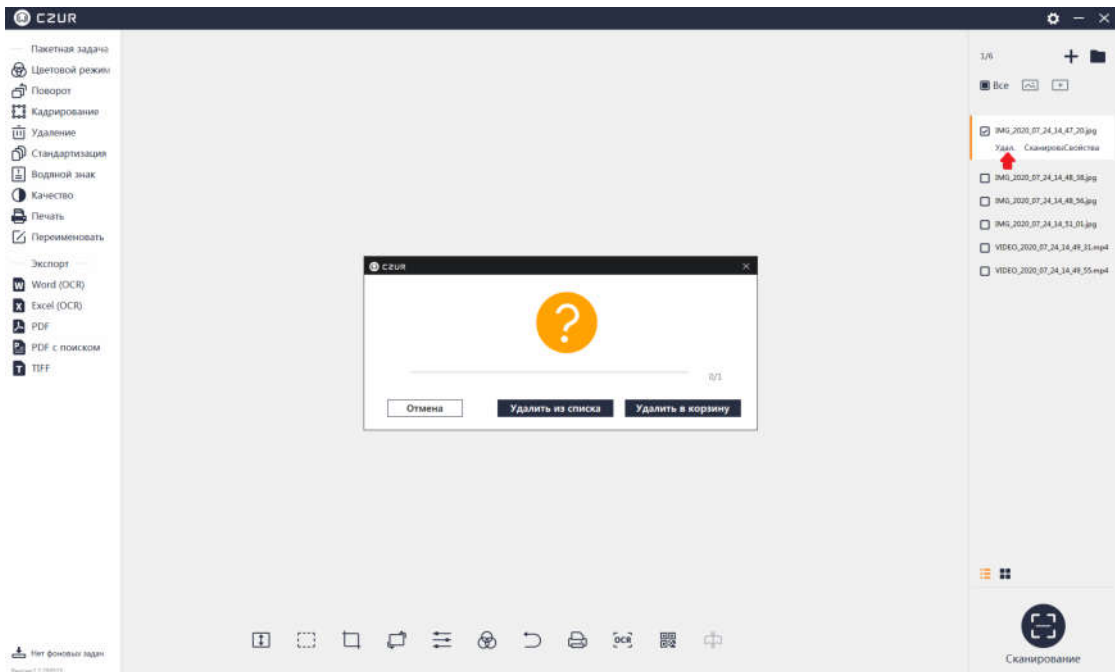 CZUR
Пакетная задача
Цветовой режим
Поворот
Кадрирование
Удаление
Стандартизация
Водяной знак
Качество
Печать
Переименовать
Экспорт
Word (OCR)
Excel (OCR)
PDF
PDF с поиском
TIFF
Нет фоновых задач
CZUR
0/1
Отмена
Удалить из списка
Удалить в корзину
OCR
1/6
Все
IMG_2020_07_24_14_47_20.jpg
Удал. Сканирова Свойства
IMG_2020_07_24_14_48_38.jpg
IMG_2020_07_24_14_48_56.jpg
IMG_2020_07_24_14_51_01.jpg
VIDEO_2020_07_24_14_49_31.mp4
VIDEO_2020_07_24_14_49_55.mp4
Сканирование